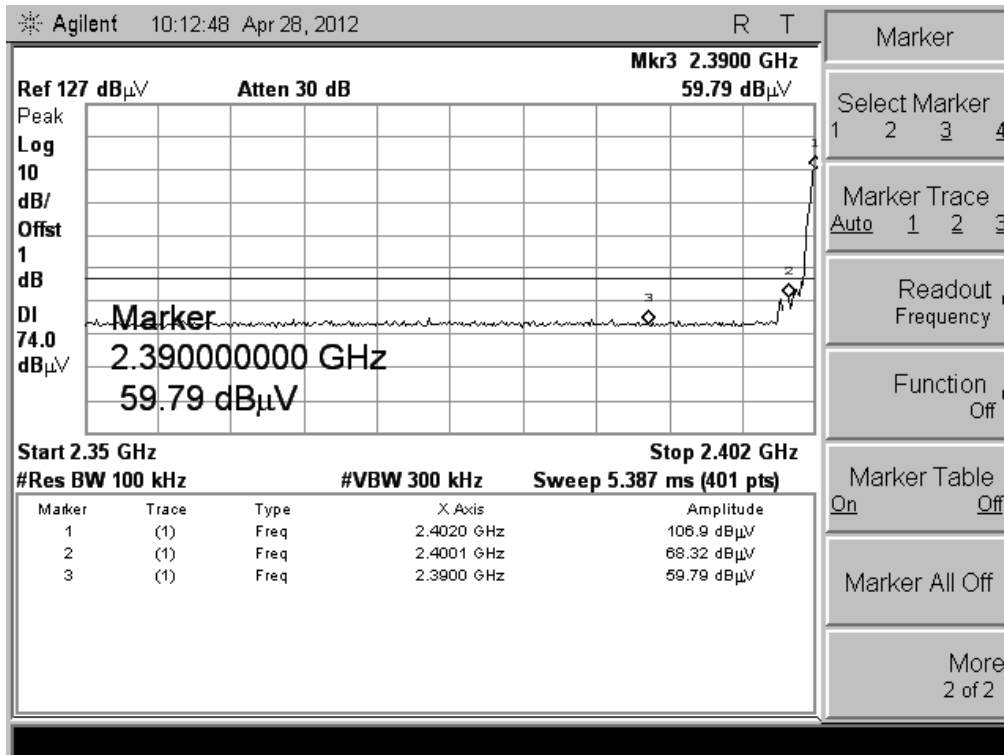 Agilent 10:12:48 Apr 28, 2012 R T
Mkr3 2.3900 GHz
Ref 127 dBμV Atten 30 dB 59.79 dBμV
Peak
Log
10
dB/
Offst
1
dB
DI
74.0
dBμV
1
2
3
Marker
2.390000000 GHz
59.79 dBμV
Start 2.35 GHz Stop 2.402 GHz
#Res BW 100 kHz #VBW 300 kHz Sweep 5.387 ms (401 pts)
Marker Trace Type X Axis Amplitude
1 (1) Freq 2.4020 GHz 106.9 dBμV
2 (1) Freq 2.4001 GHz 68.32 dBμV
3 (1) Freq 2.3900 GHz 59.79 dBμV
Marker
Select Marker
1 2 3 4
Marker Trace
Auto 1 2 3
Readout
Frequency
Function
Off
Marker Table
On Off
Marker All Off
More
2 of 2